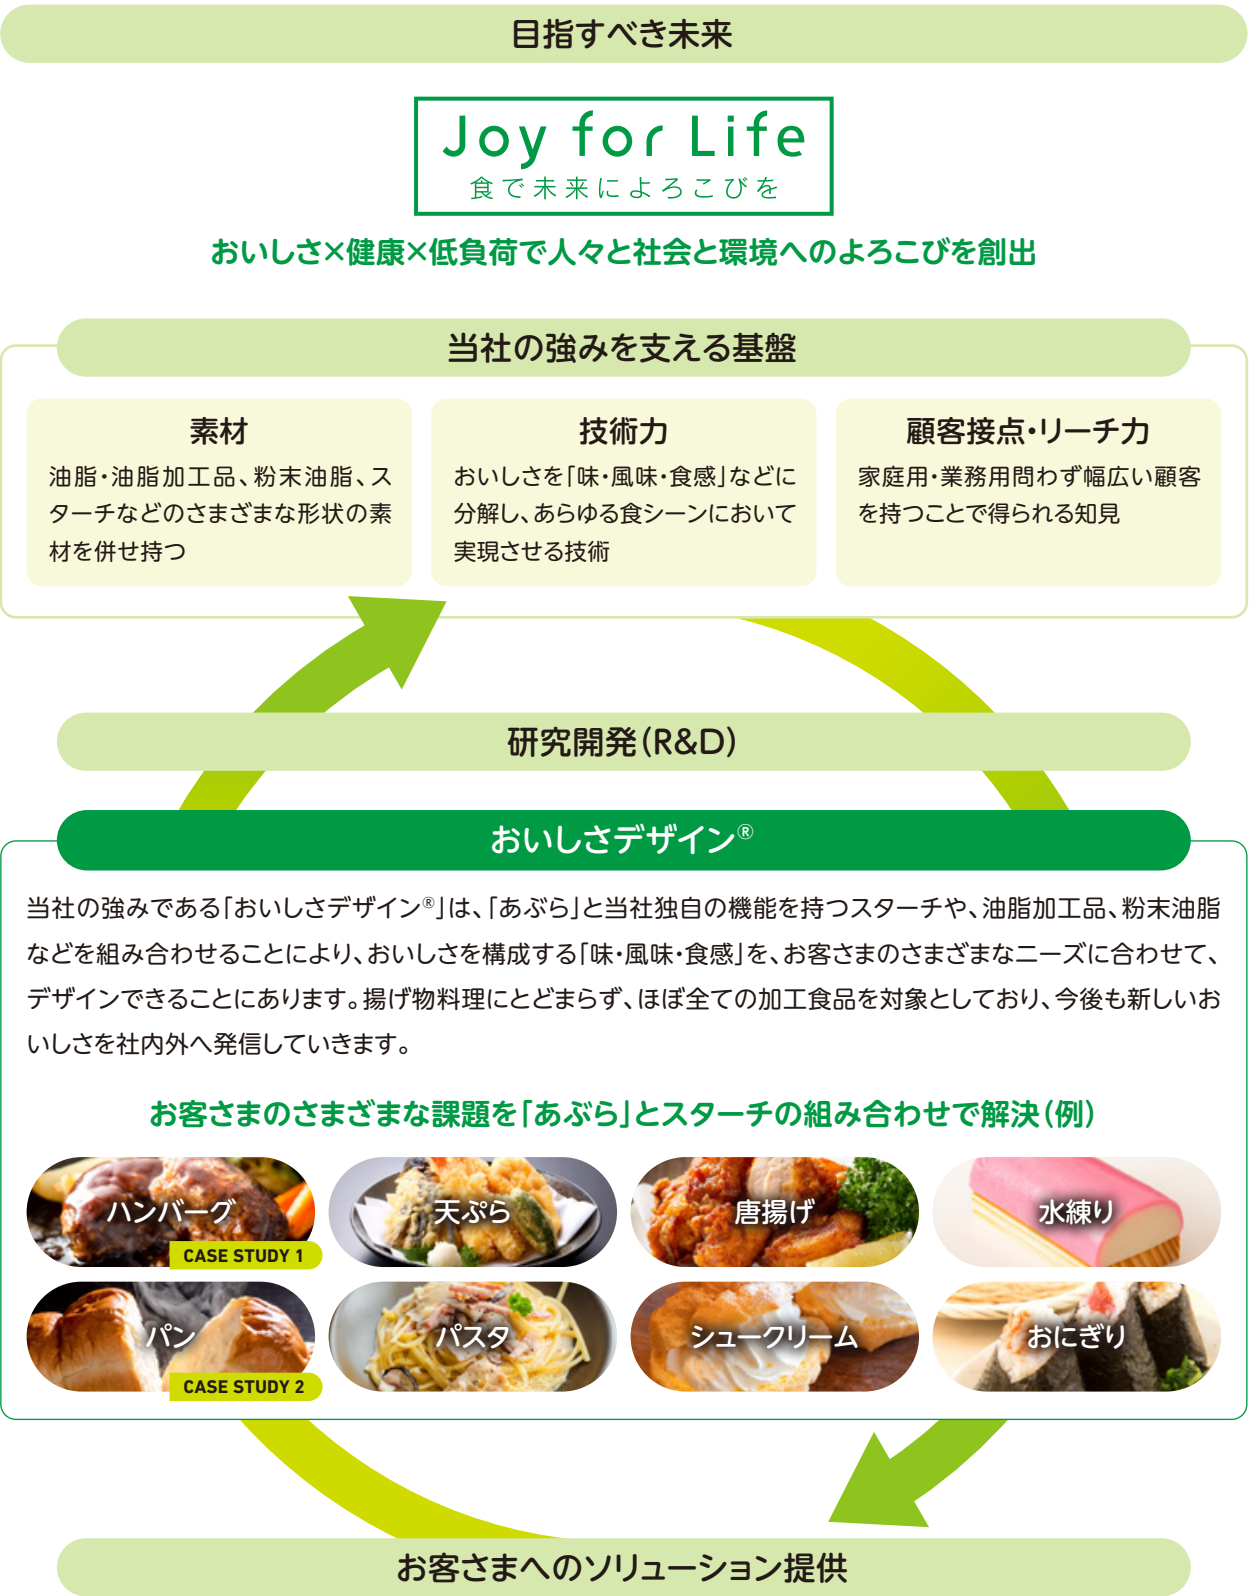 目指すべき未来
Joy for Life
食で未来によろこびを
おいしさ×健康×低負荷で人々と社会と環境へのよろこびを創出
当社の強みを支える基盤
素材
油脂・油脂加工品、粉末油脂、ス
ターチなどのさまざまな形状の素
材を併せ持つ
技術力
おいしさを「味・風味・食感」などに
分解し、あらゆる食シーンにおいて
実現させる技術
顧客接点・リーチ力
家庭用・業務用問わず幅広い顧客
を持つことで得られる知見
研究開発（R&D）
おいしさデザイン®
当社の強みである「おいしさデザイン®」は、「あぶら」と当社独自の機能を持つスターチや、油脂加工品、粉末油脂
などを組み合わせることにより、おいしさを構成する「味・風味・食感」を、お客さまのさまざまなニーズに合わせて、
デザインできることにあります。揚げ物料理にとどまらず、ほぼ全ての加工食品を対象としており、今後も新しいお
いしさを社内外へ発信していきます。
お客さまのさまざまな課題を「あぶら」とスターチの組み合わせで解決（例）
ハンバーグ
CASE STUDY 1
天ぷら
唐揚げ
水練り
パン
CASE STUDY 2
パスタ
シュークリーム
おにぎり
お客さまへのソリューション提供